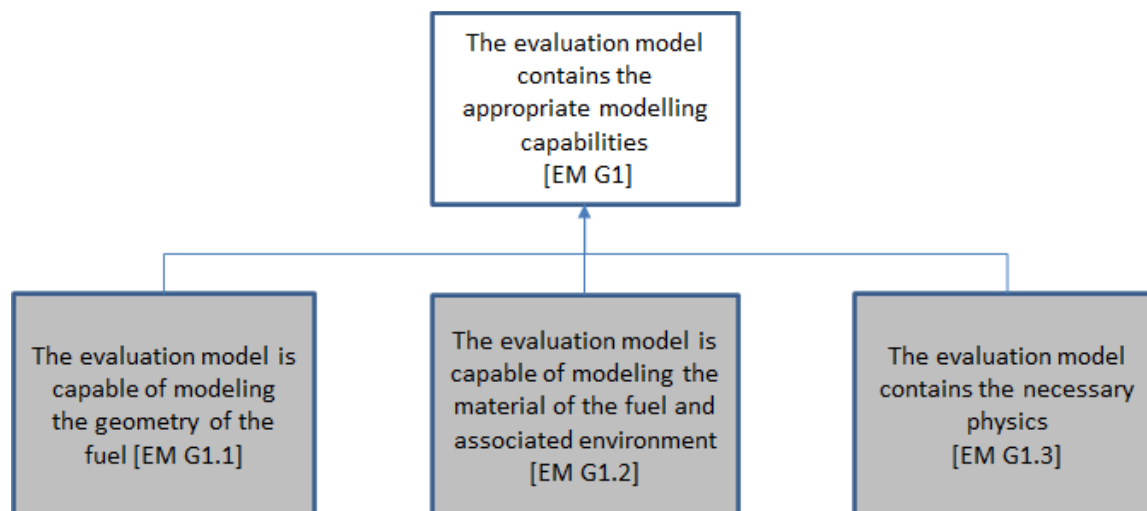 The evaluation model
contains the
appropriate modelling
capabilities
[EM G1]
The evaluation model is
capable of modeling
the geometry of the
fuel [EM G1.1]
The evaluation model is
capable of modeling the
material of the fuel and
associated environment
[EM G1.2]
The evaluation model
contains the necessary
physics
[EM G1.3]